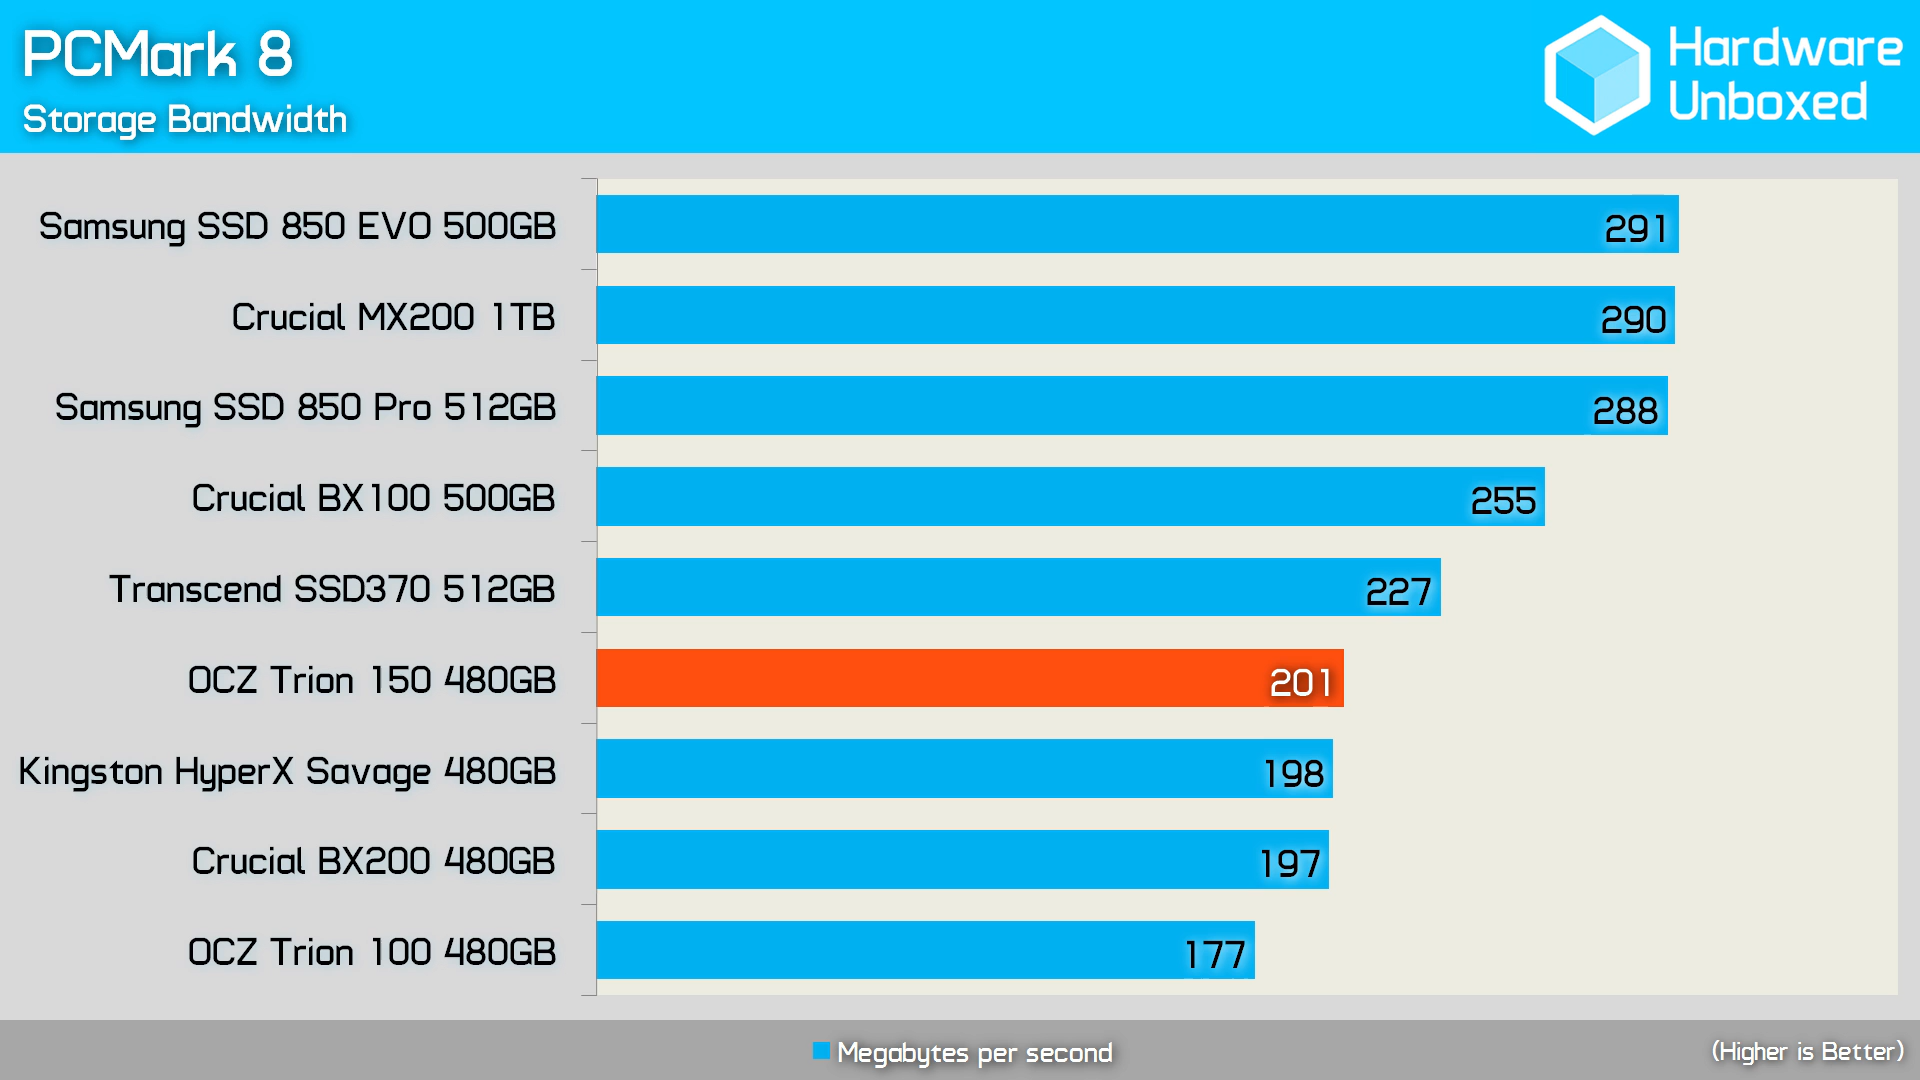 PCMark 8
Storage Bandwidth
Hardware
Unboxed
Samsung SSD 850 EVO 500GB 291
Crucial MX200 1TB 290
Samsung SSD 850 Pro 512GB 288
Crucial BX100 500GB 255
Transcend SSD370 512GB 227
OCZ Trion 150 480GB 201
Kingston HyperX Savage 480GB 198
Crucial BX200 480GB 197
OCZ Trion 100 480GB 177
Megabytes per second
(Higher is Better)